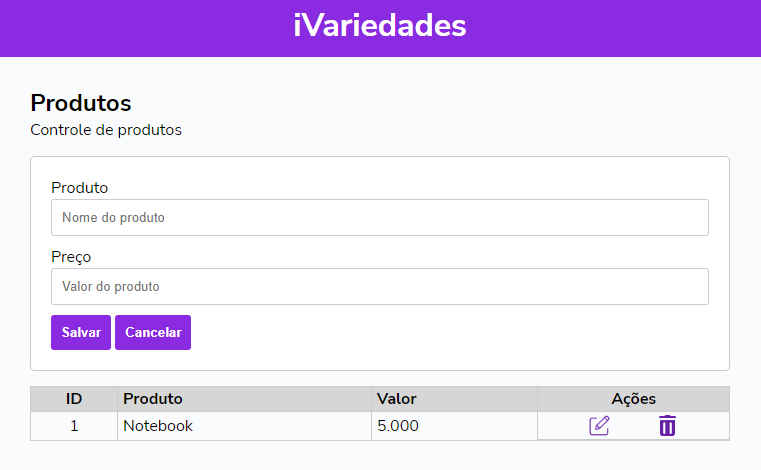 iVariedades
Produtos
Controle de produtos
Produto
Nome do produto
Preço
Valor do produto
Salvar Cancelar
ID Produto Valor Ações
1 Notebook 5.000